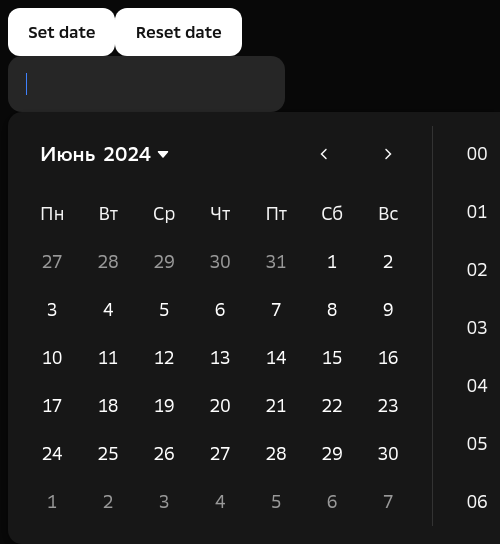 Set date Reset date
Июнь 2024
Пн Вт Ср Чт Пт Сб Вс
27 28 29 30 31 1 2
3 4 5 6 7 8 9
10 11 12 13 14 15 16
17 18 19 20 21 22 23
24 25 26 27 28 29 30
1 2 3 4 5 6 7
00
01
02
03
04
05
06